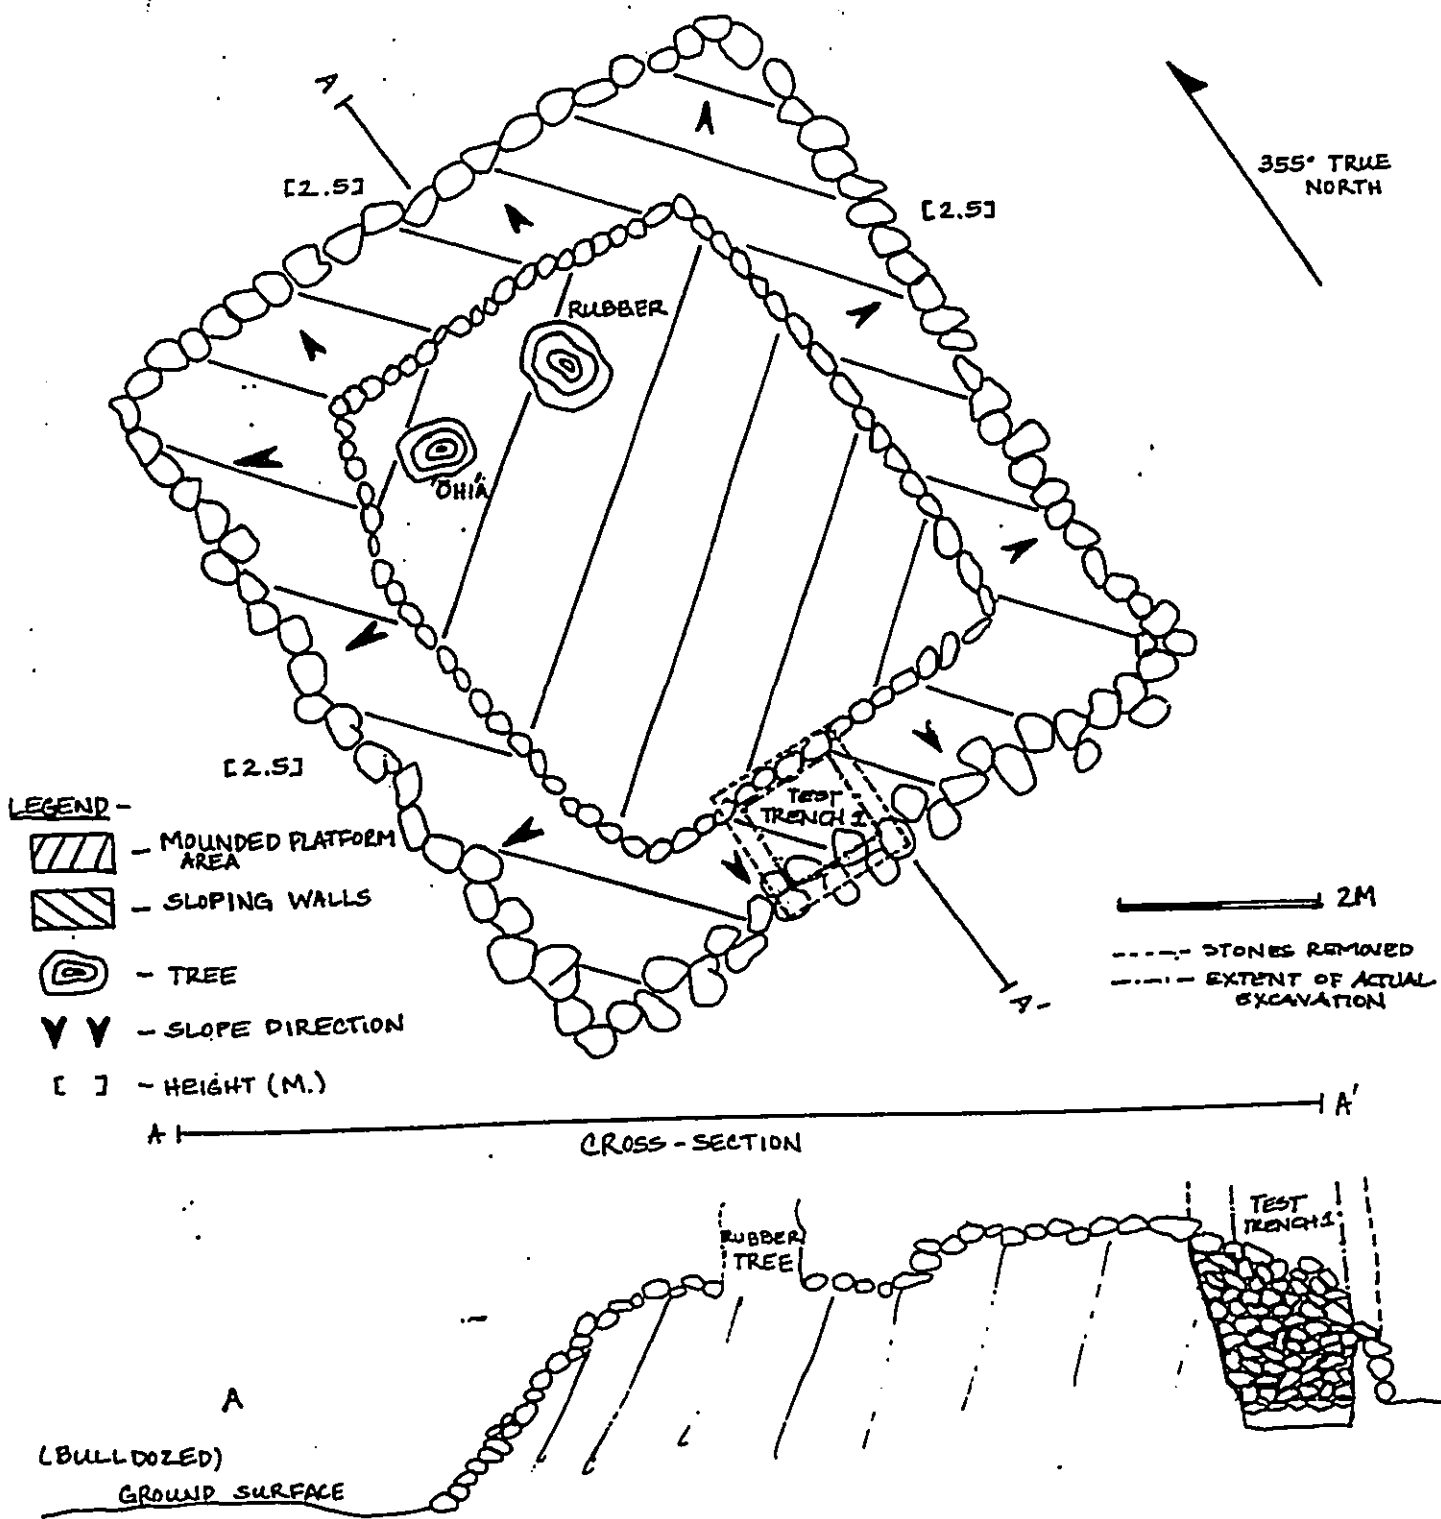 A
[2.5]
355° TRUE
NORTH
[2.5]
RUBBER
'ŌHI'A
[2.5]
TEST
TRENCH 1
LEGEND -
- MOUNDED PLATFORM
AREA
- SLOPING WALLS
- TREE
- SLOPE DIRECTION
[ ] - HEIGHT (M.)
2M
- STONES REMOVED
- EXTENT OF ACTUAL
EXCAVATION
A-
A
A'
CROSS-SECTION
RUBBER
TREE
TEST
TRENCH 1
A
(BULLDOZED)
GROUND SURFACE